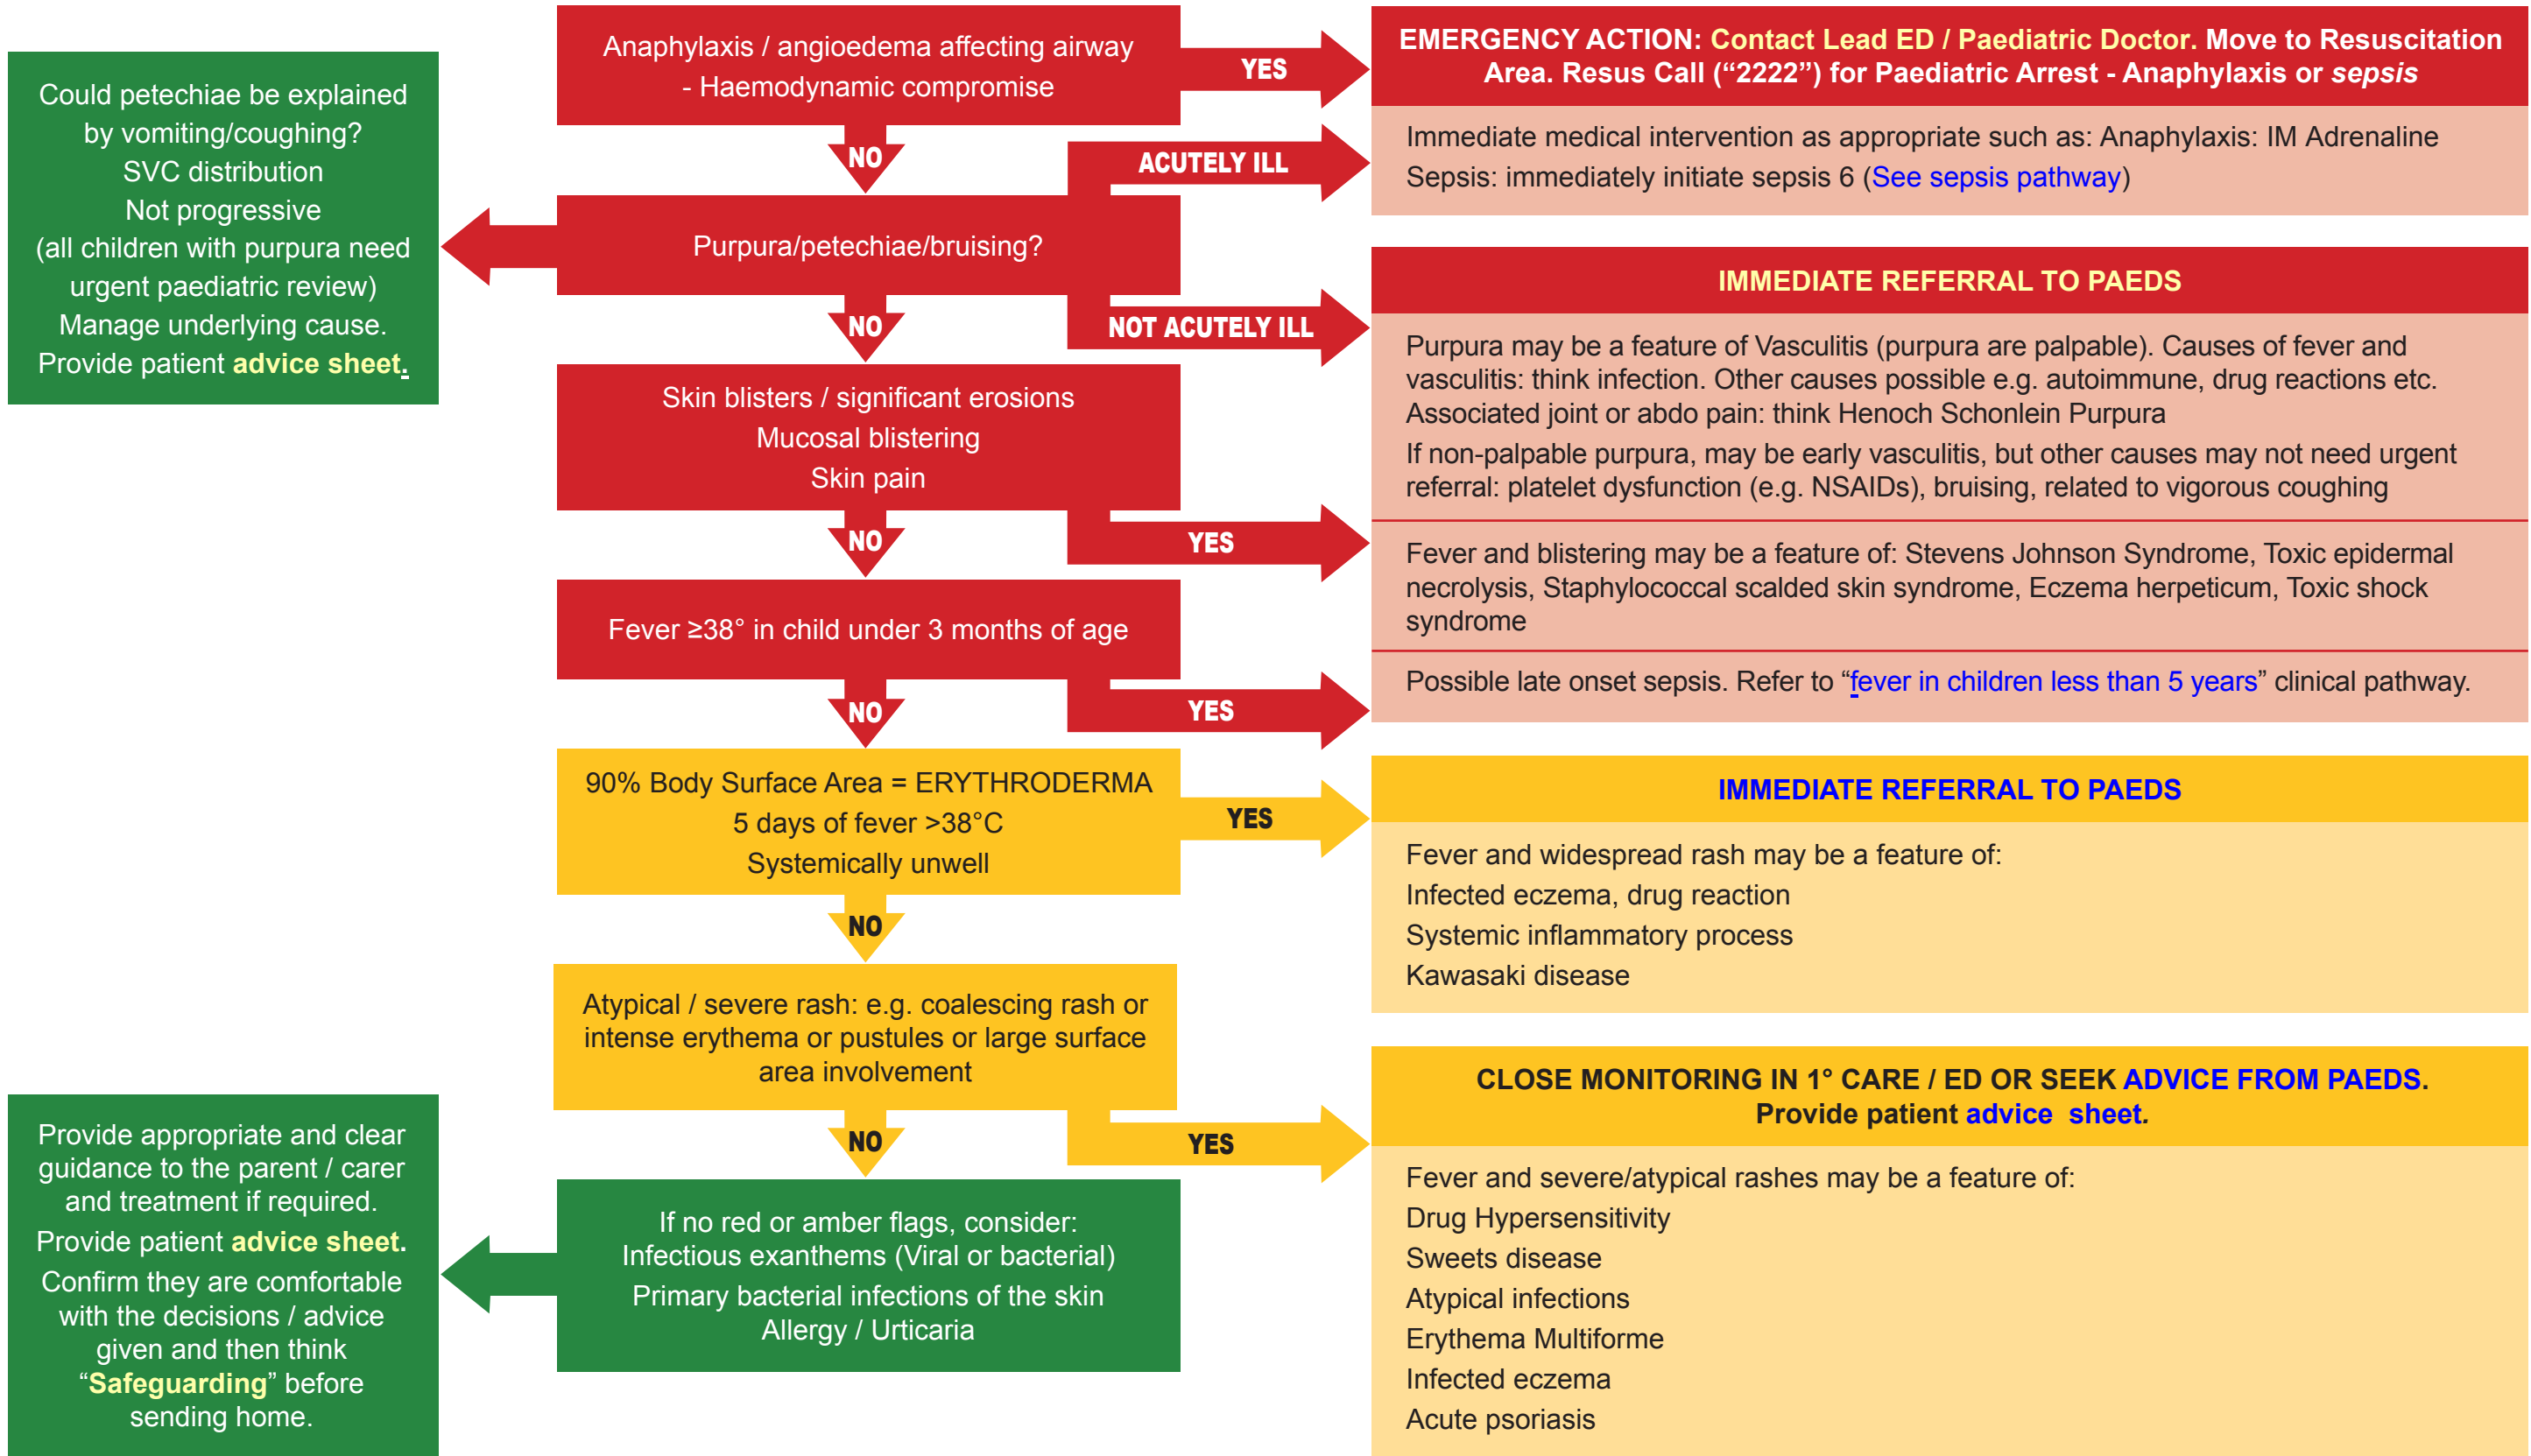 Anaphylaxis / angioedema affecting airway
- Haemodynamic compromise
YES
EMERGENCY ACTION: Contact Lead ED / Paediatric Doctor. Move to Resuscitation
Area. Resus Call (“2222”) for Paediatric Arrest - Anaphylaxis or sepsis
Immediate medical intervention as appropriate such as: Anaphylaxis: IM Adrenaline
Sepsis: immediately initiate sepsis 6 (See sepsis pathway)
NO
ACUTELY ILL
Could petechiae be explained
by vomiting/coughing?
SVC distribution
Not progressive
(all children with purpura need
urgent paediatric review)
Manage underlying cause.
Provide patient advice sheet.
Purpura/petechiae/bruising?
NO
NOT ACUTELY ILL
IMMEDIATE REFERRAL TO PAEDS
Purpura may be a feature of Vasculitis (purpura are palpable). Causes of fever and
vasculitis: think infection. Other causes possible e.g. autoimmune, drug reactions etc.
Associated joint or abdo pain: think Henoch Schonlein Purpura
If non-palpable purpura, may be early vasculitis, but other causes may not need urgent
referral: platelet dysfunction (e.g. NSAIDs), bruising, related to vigorous coughing
Skin blisters / significant erosions
Mucosal blistering
Skin pain
NO
YES
Fever and blistering may be a feature of: Stevens Johnson Syndrome, Toxic epidermal
necrolysis, Staphylococcal scalded skin syndrome, Eczema herpeticum, Toxic shock
syndrome
Fever ≥38° in child under 3 months of age
NO
YES
Possible late onset sepsis. Refer to “fever in children less than 5 years” clinical pathway.
90% Body Surface Area = ERYTHRODERMA
5 days of fever >38°C
Systemically unwell
YES
IMMEDIATE REFERRAL TO PAEDS
Fever and widespread rash may be a feature of:
Infected eczema, drug reaction
Systemic inflammatory process
Kawasaki disease
NO
Atypical / severe rash: e.g. coalescing rash or
intense erythema or pustules or large surface
area involvement
NO
YES
CLOSE MONITORING IN 1° CARE / ED OR SEEK ADVICE FROM PAEDS.
Provide patient advice sheet.
Fever and severe/atypical rashes may be a feature of:
Drug Hypersensitivity
Sweets disease
Atypical infections
Erythema Multiforme
Infected eczema
Acute psoriasis
If no red or amber flags, consider:
Infectious exanthems (Viral or bacterial)
Primary bacterial infections of the skin
Allergy / Urticaria
Provide appropriate and clear
guidance to the parent / carer
and treatment if required.
Provide patient advice sheet.
Confirm they are comfortable
with the decisions / advice
given and then think
“Safeguarding” before
sending home.